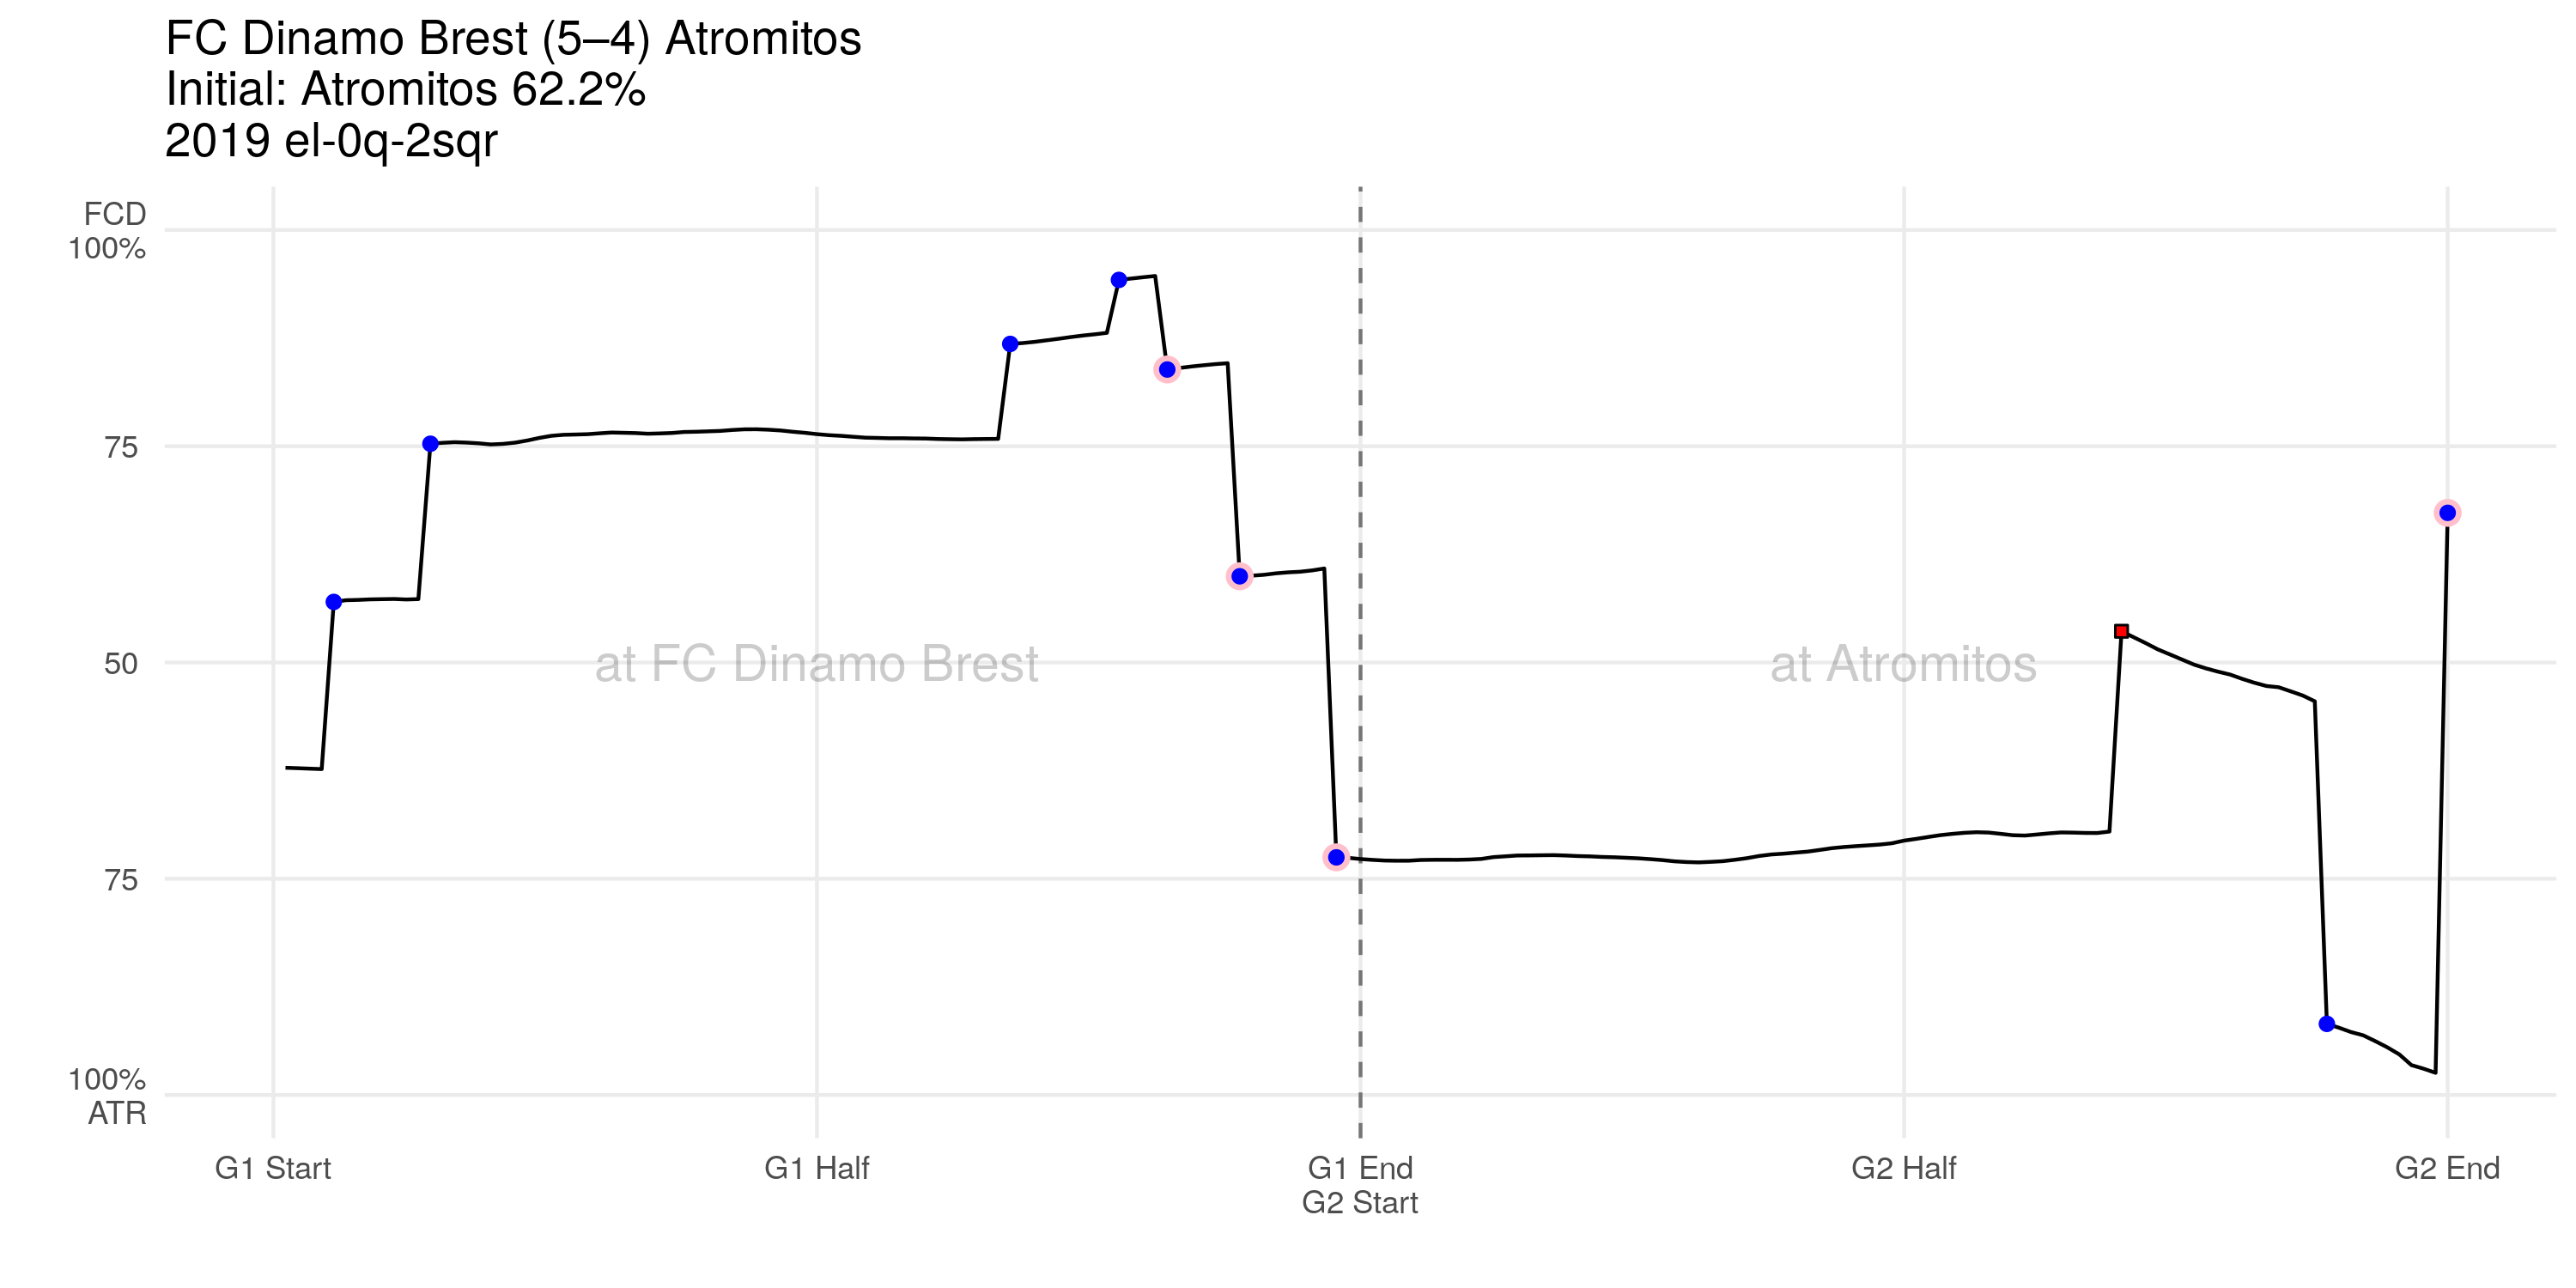 FC Dinamo Brest (5–4) Atromitos
Initial: Atromitos 62.2%
2019 el-0q-2sqr
FCD
100%
75
50
75
100%
ATR
at FC Dinamo Brest
at Atromitos
G1 Start
G1 Half
G1 End
G2 Start
G2 Half
G2 End